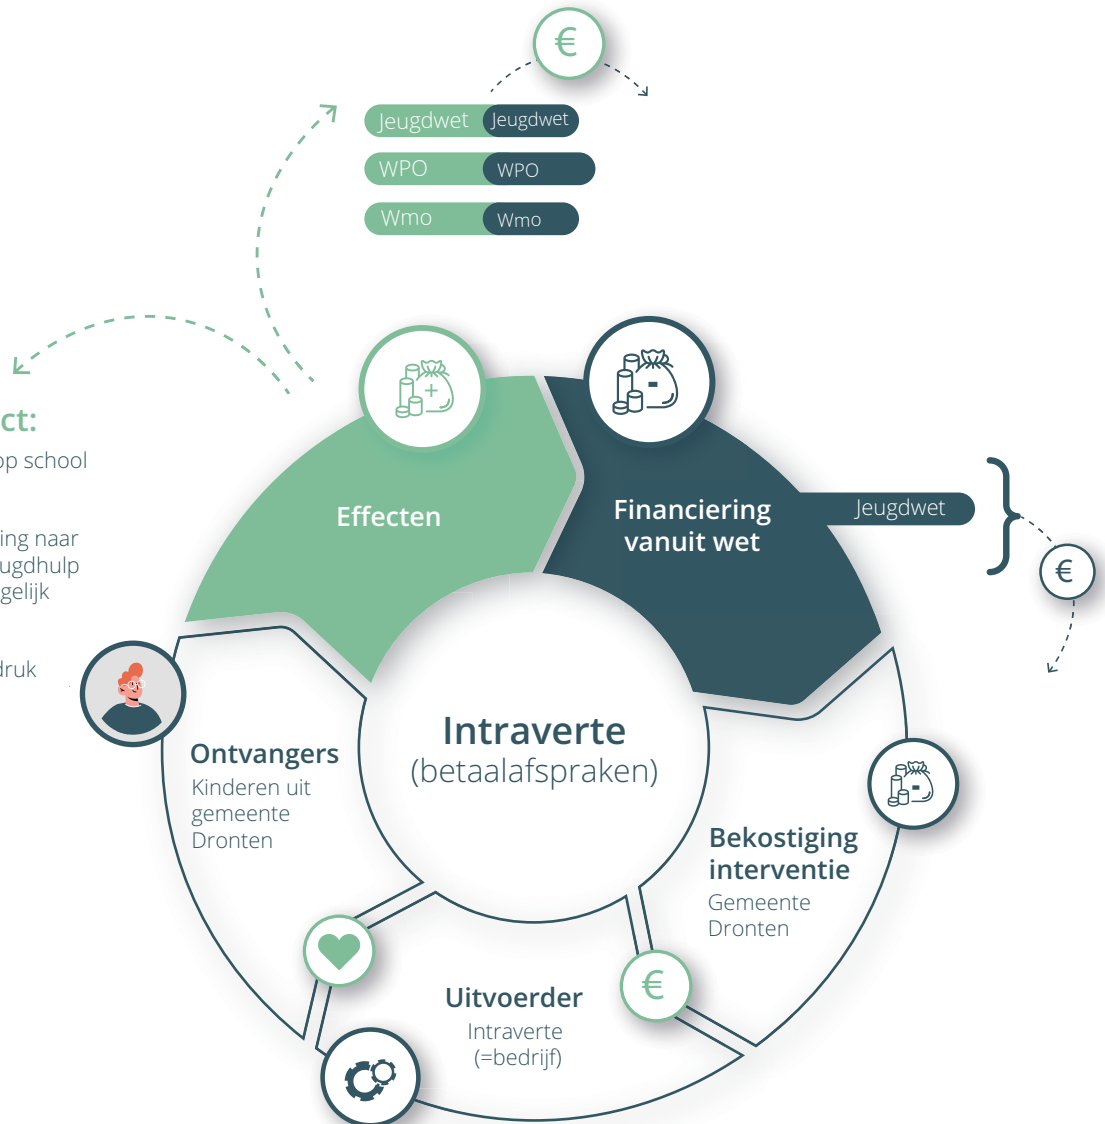 €
Jeugdwet Jeugdwet
WPO WPO
Wmo Wmo
ct:
op school
ing naar
ugdhulp
gelijk
druk
+
-
Effecten
Financiering
vanuit wet
Jeugdwet
€
Intraverte
(betaalafspraken)
Ontvangers
Kinderen uit
gemeente
Dronten
-
Bekostiging
interventie
Gemeente
Dronten
€
Uitvoerder
Intraverte
(=bedrijf)